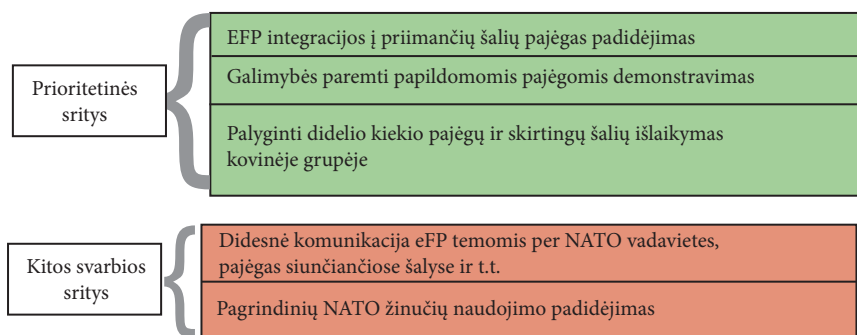 Prioritetinės
sritys
EFP integracijos į priimančių šalių pajėgas padidėjimas
Galimybės paremti papildomomis pajėgomis demonstravimas
Palyginti didelio kiekio pajėgų ir skirtingų šalių išlaikymas
kovinėje grupėje
Kitos svarbios
sritys
Didesnė komunikacija eFP temomis per NATO vadavietes,
pajėgas siunčiančiose šalyse ir t.t.
Pagrindinių NATO žinučių naudojimo padidėjimas